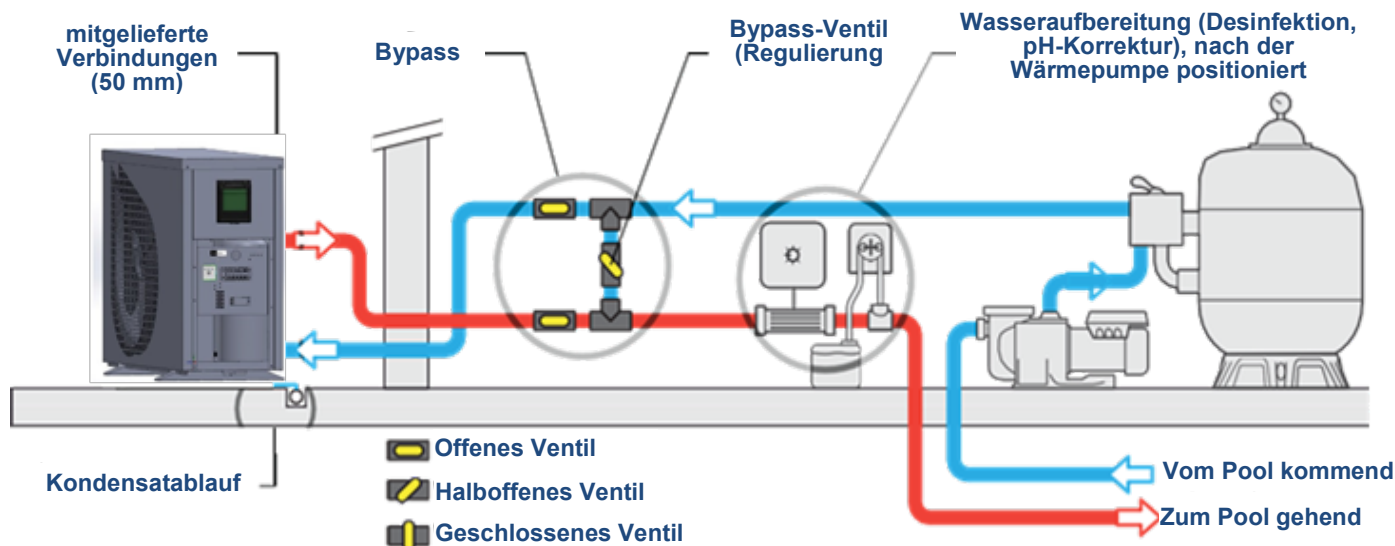 mitgelieferte
Verbindungen
(50 mm)
Bypass
Bypass-Ventil
(Regulierung
Wasseraufbereitung (Desinfektion,
pH-Korrektur), nach der
Wärmepumpe positioniert
Kondensatablauf
Offenes Ventil
Halboffenes Ventil
Geschlossenes Ventil
Vom Pool kommend
Zum Pool gehend